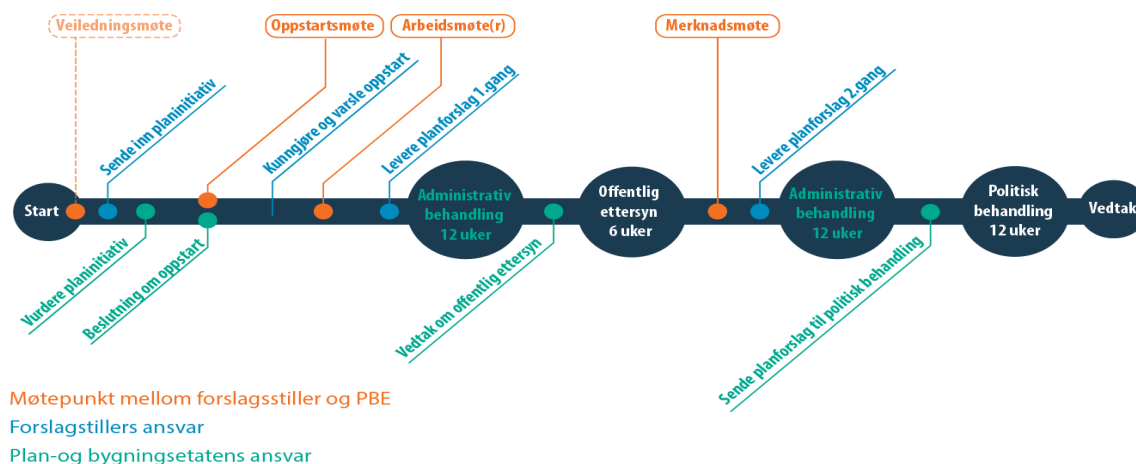 Veiledningsmøte
Oppstartsmøte
Arbeidsmøte(r)
Merknadsmøte
Sende inn planinitiativ
Kunngjøre og varsle oppstart
Levere planforslag 1.gang
Levere planforslag 2.gang
Start
Administrativ
behandling
12 uker
Offentlig
ettersyn
6 uker
Administrativ
behandling
12 uker
Politisk
behandling
12 uker
Vedtak
Vurdere planinitiativ
Beslutning om oppstart
Vedtak om offentlig ettersyn
Sende planforslag til politisk behandling
Møtepunkt mellom forslagsstiller og PBE
Forslagstillers ansvar
Plan-og bygningsetatens ansvar